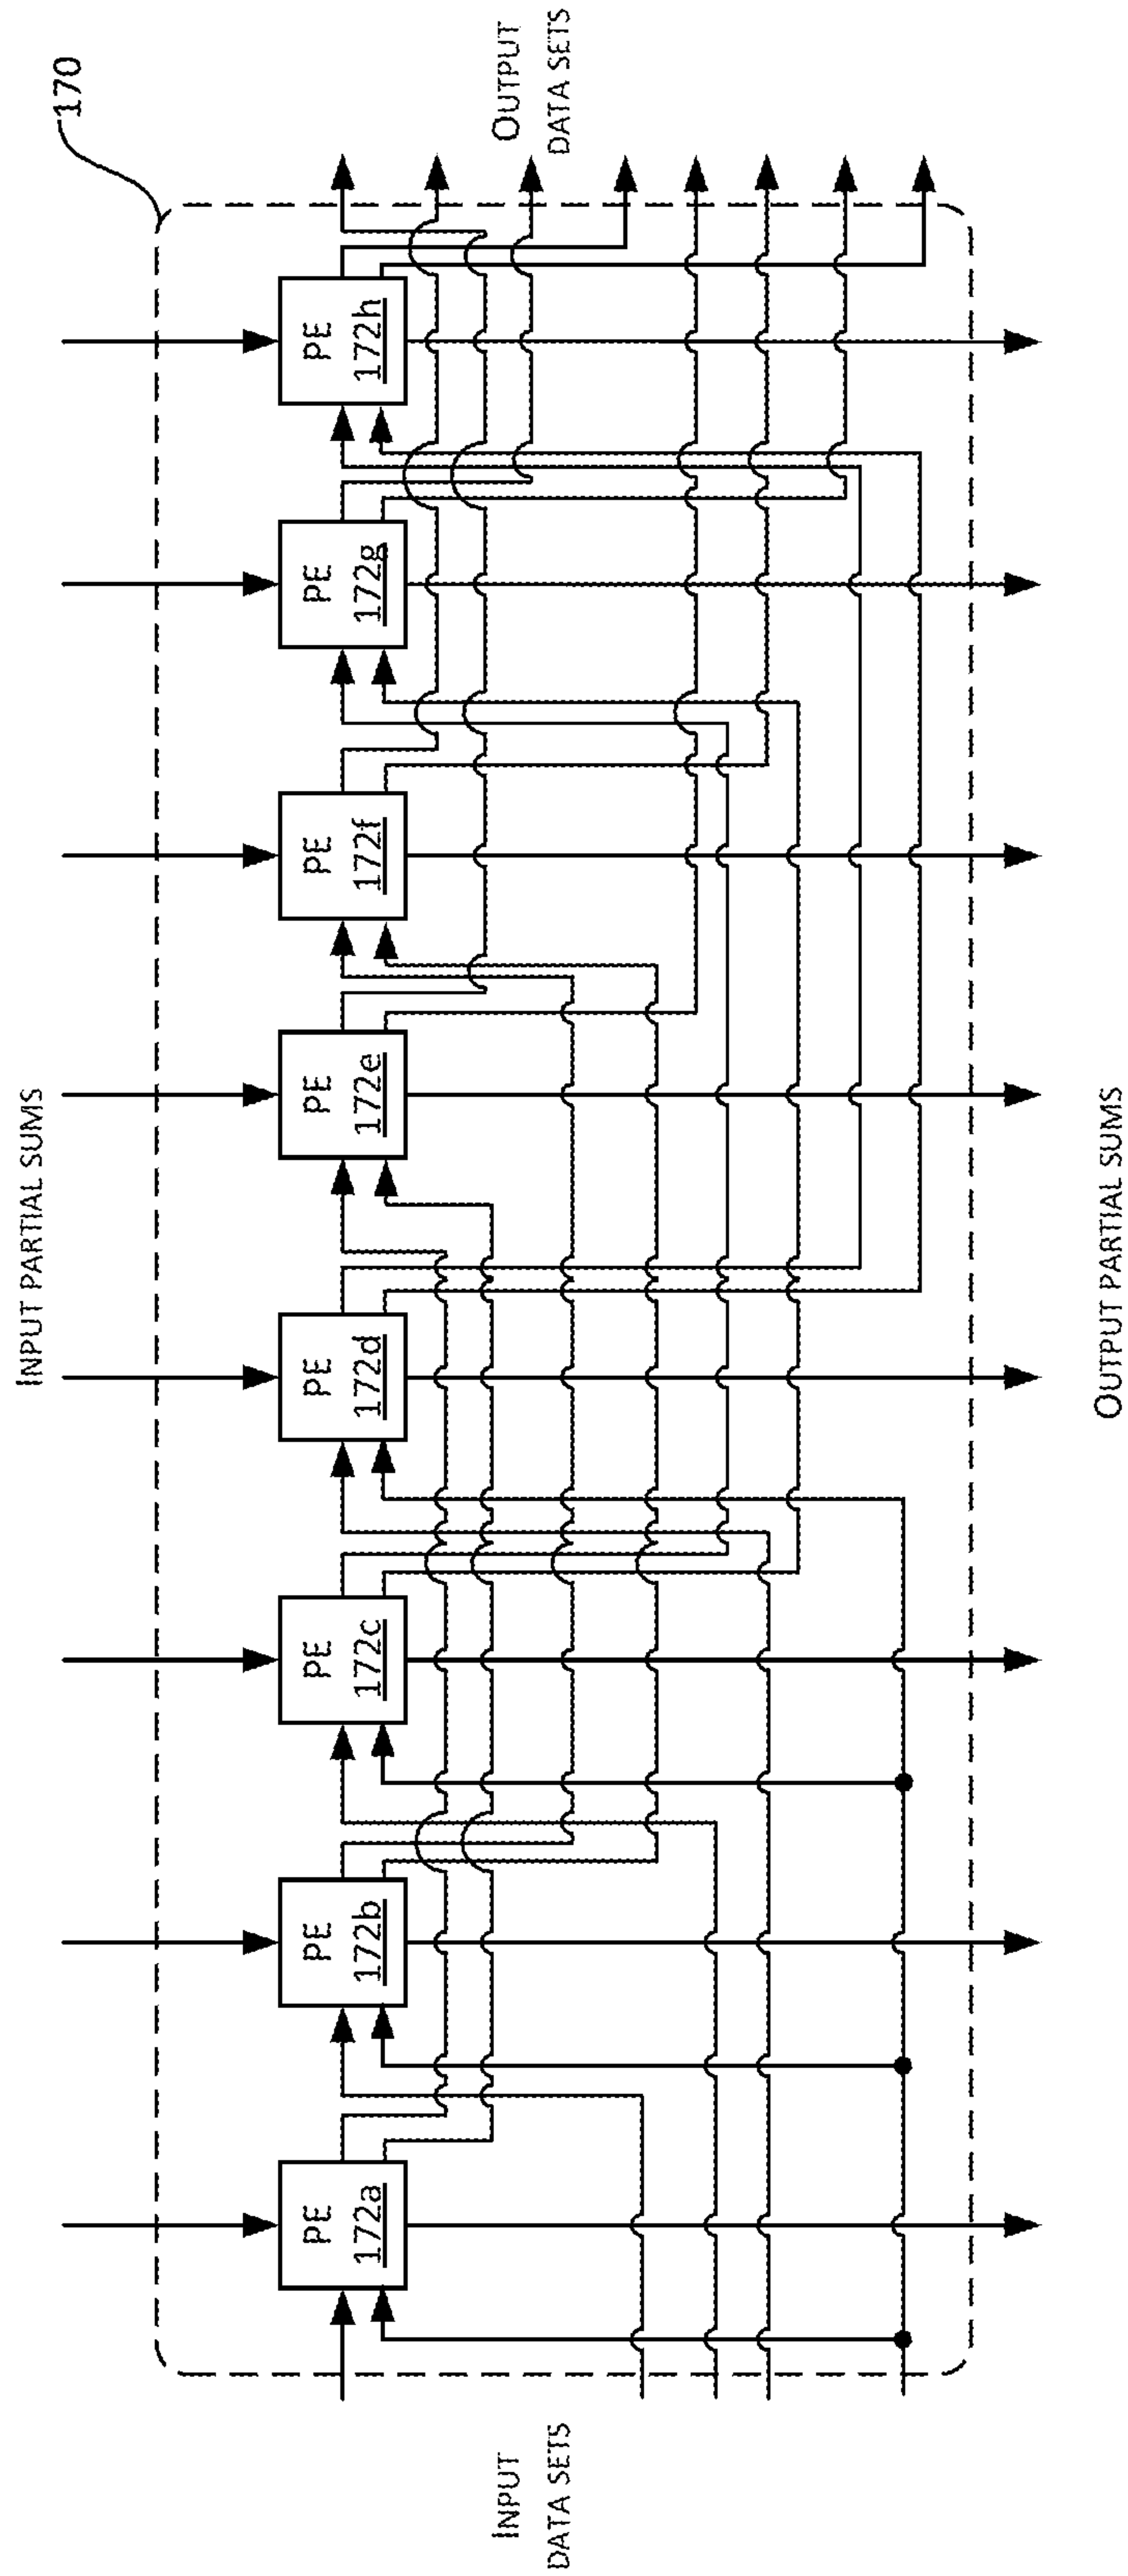 170
INPUT PARTIAL SUMS
INPUT
DATA SETS
PE
172a
PE
172b
PE
172c
PE
172d
PE
172e
PE
172f
PE
172g
PE
172h
OUTPUT
DATA SETS
OUTPUT PARTIAL SUMS